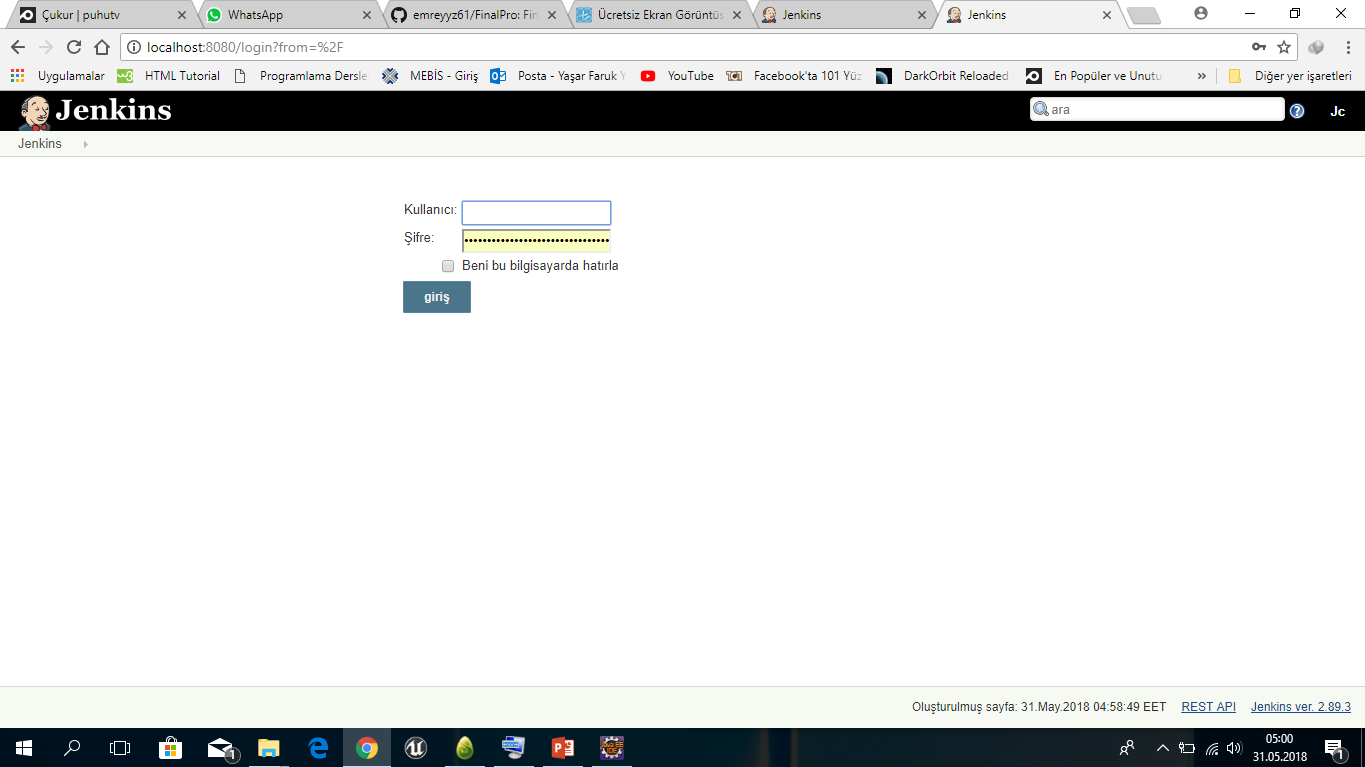 Çukur | puhutv
WhatsApp
emreyyz61/FinalPro: Fin
Ücretsiz Ekran Görüntüs
Jenkins
Jenkins
localhost:8080/login?from=%2F
Uygulamalar
HTML Tutorial
Programlama Dersle
MEBİS - Giriş
Posta - Yaşar Faruk Y
YouTube
Facebook'ta 101 Yüz
DarkOrbit Reloaded
En Popüler ve Unutu
»
Diğer yer işaretleri
Jenkins
ara
Jc
Jenkins
Kullanıcı:
Şifre:
Beni bu bilgisayarda hatırla
giriş
Oluşturulmuş sayfa: 31.May.2018 04:58:49 EET
REST API
Jenkins ver. 2.89.3
1
05:00
31.05.2018
1